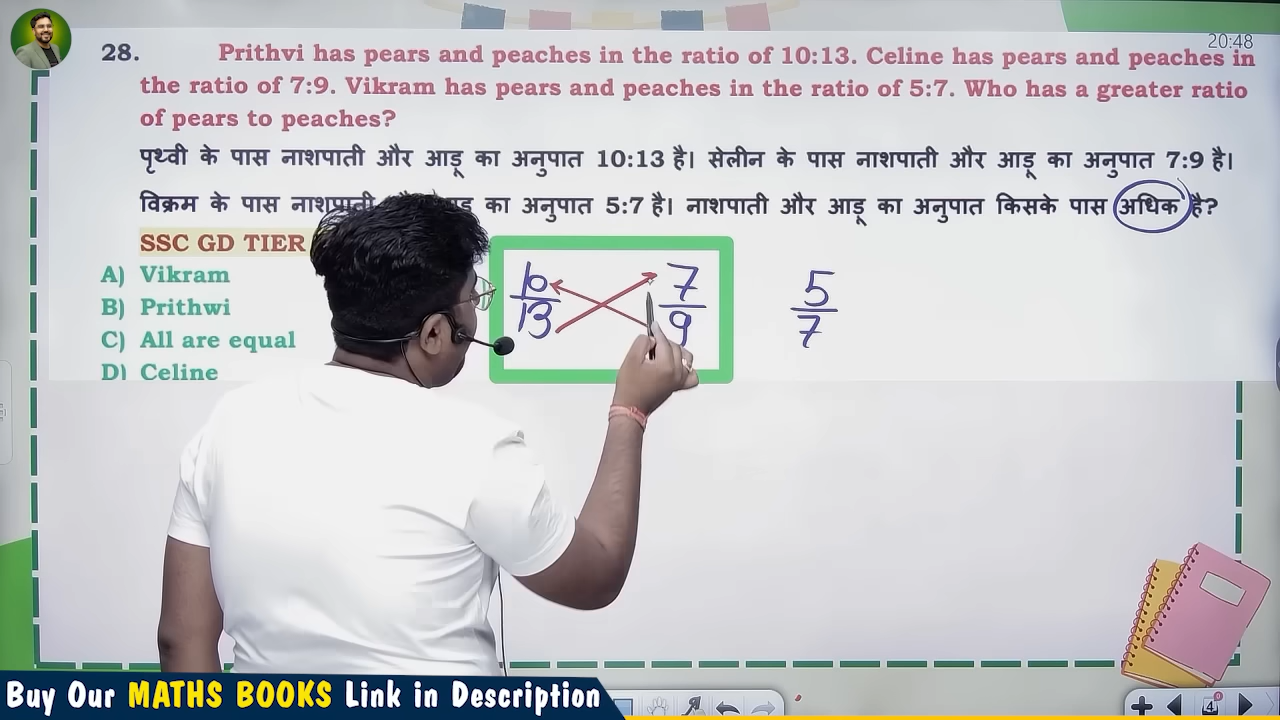 20:48
28. Prithvi has pears and peaches in the ratio of 10:13. Celine has pears and peaches in
the ratio of 7:9. Vikram has pears and peaches in the ratio of 5:7. Who has a greater ratio
of pears to peaches?
पृथ्वी के पास नाशपाती और आड़ू का अनुपात 10:13 है। सेलीन के पास नाशपाती और आड़ू का अनुपात 7:9 है।
विक्रम के पास नाशपाती का अनुपात 5:7 है। नाशपाती और आड़ू का अनुपात किसके पास अधिक है?
SSC GD TIER
A) Vikram
B) Prithwi
C) All are equal
D) Celine
10/13 7/9 5/7
Buy Our MATHS BOOKS Link in Description
4